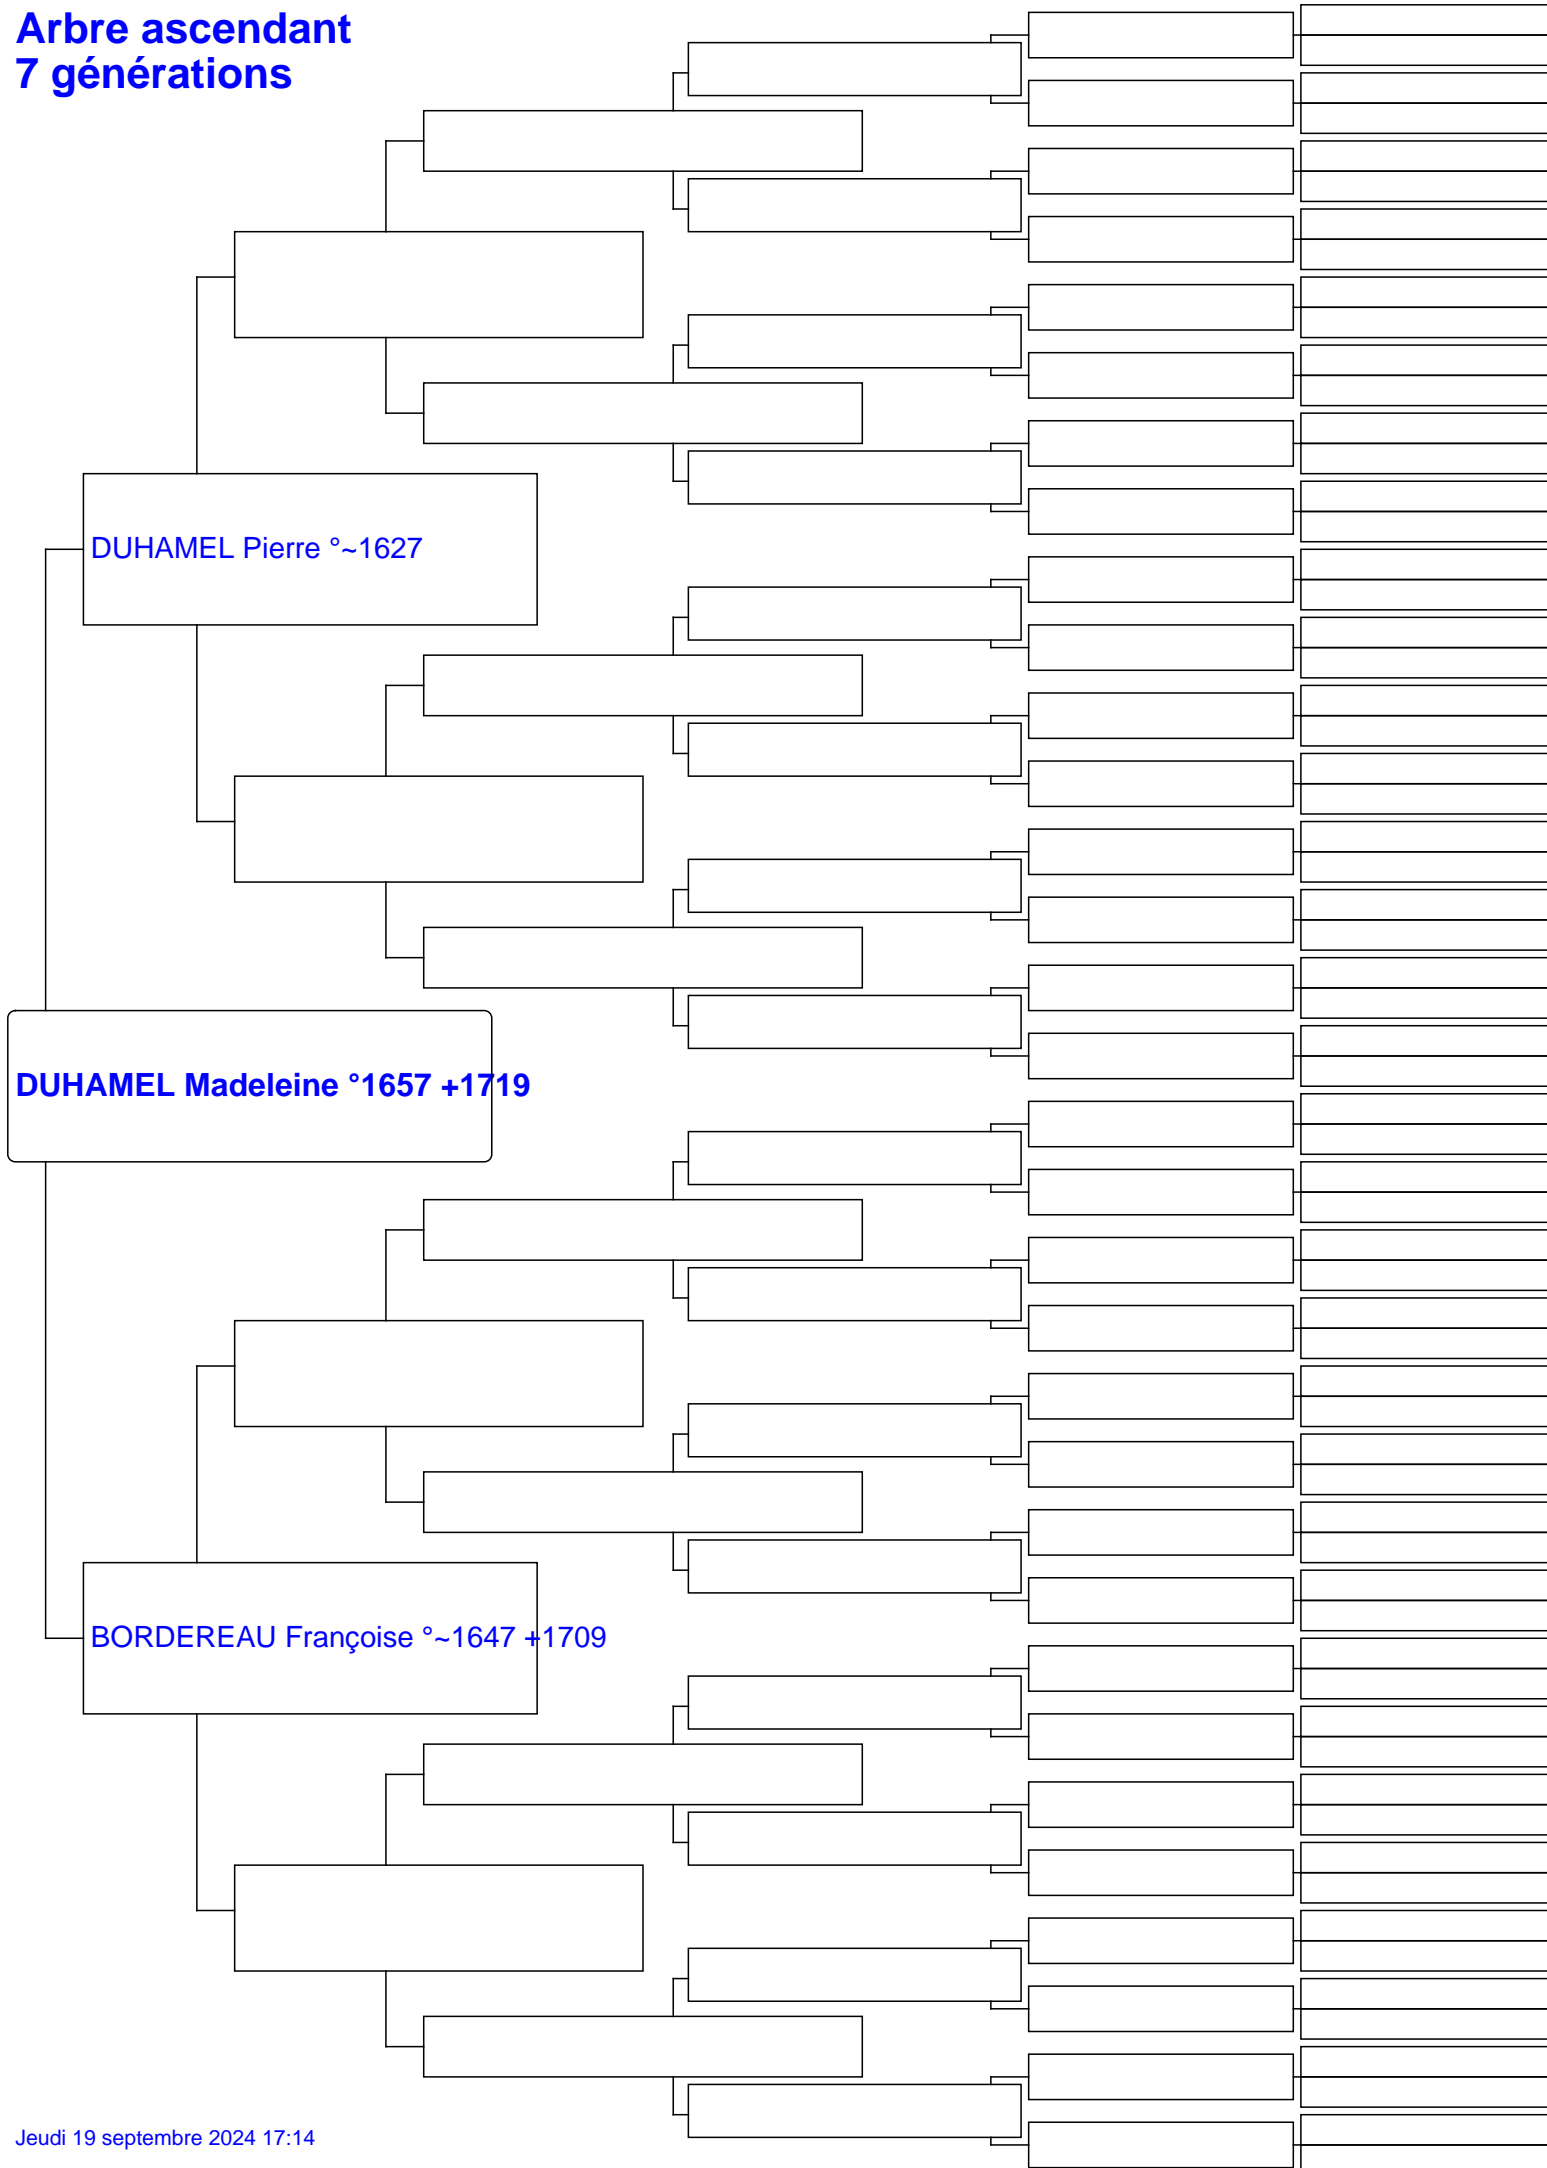 Arbre ascendant
7 générations
DUHAMEL Pierre °~1627
DUHAMEL Madeleine °1657 +1719
BORDEREAU Françoise °~1647 +1709
Jeudi 19 septembre 2024 17:14